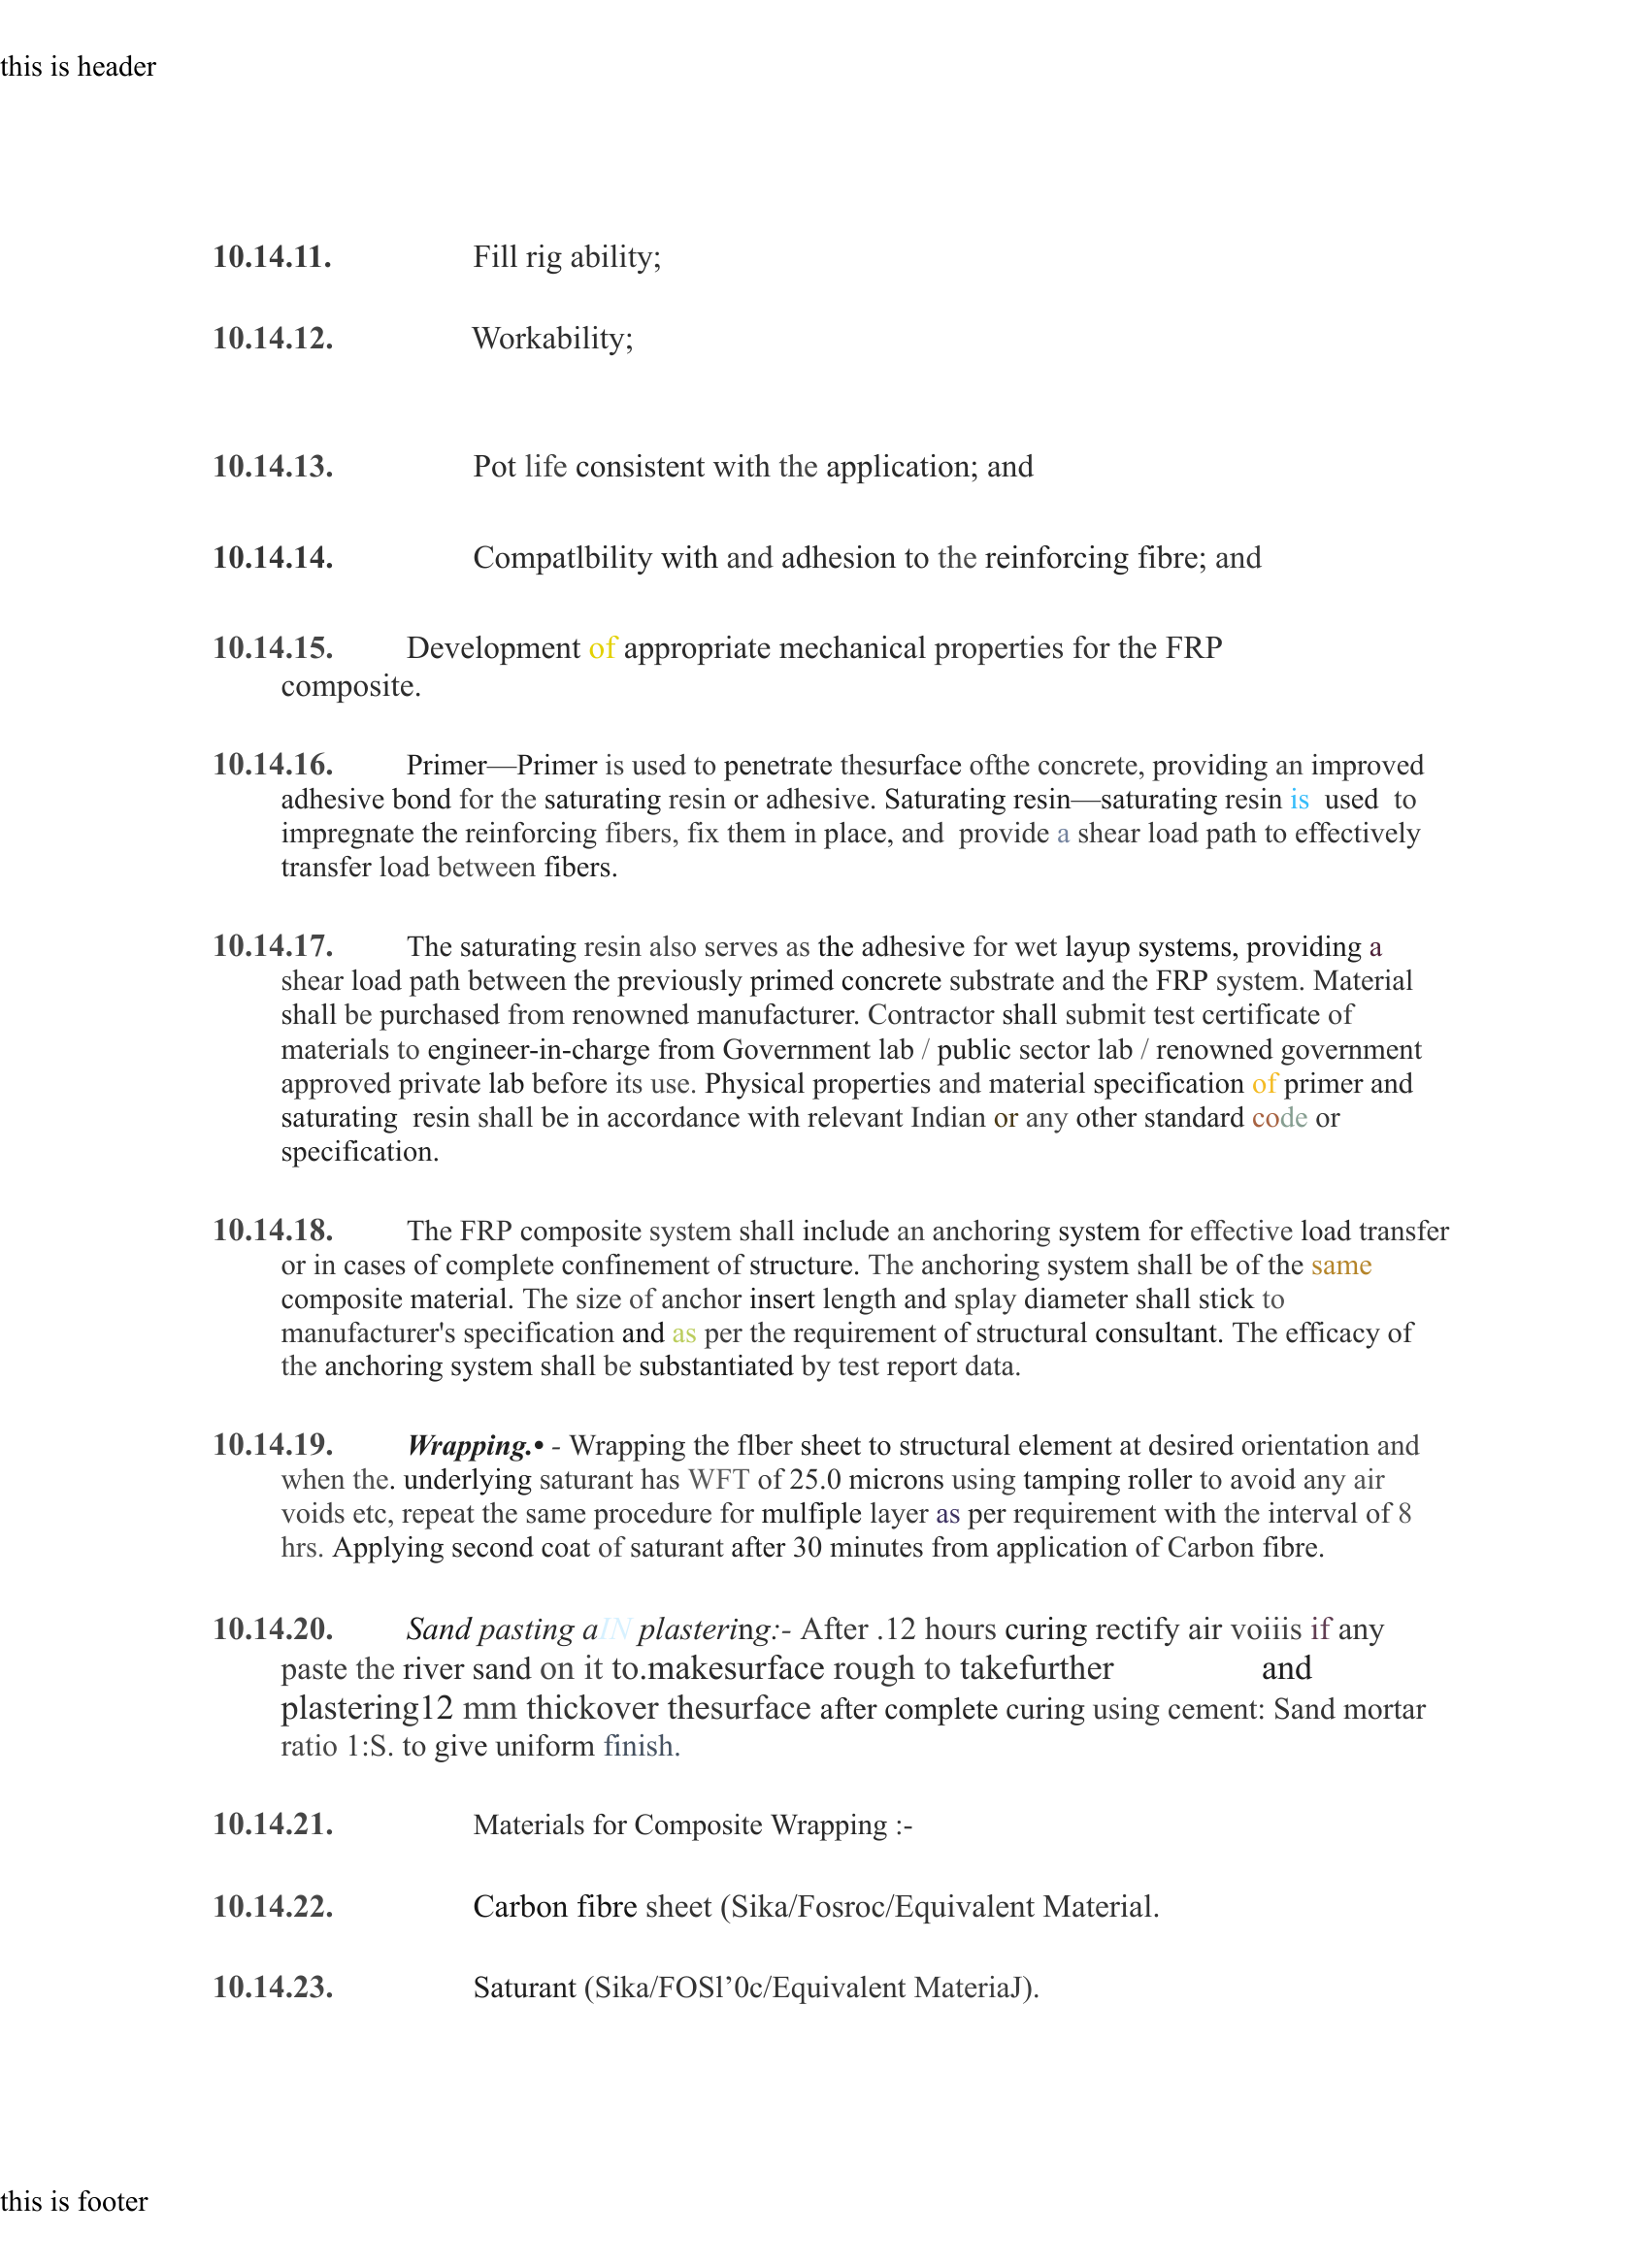 this is header
10.14.11. Fill rig ability;
10.14.12. Workability;
10.14.13. Pot life consistent with the application; and
10.14.14. Compatlbility with and adhesion to the reinforcing fibre; and
10.14.15. Development of appropriate mechanical properties for the FRP
composite.
10.14.16. Primer—Primer is used to penetrate thesurface ofthe concrete, providing an improved
adhesive bond for the saturating resin or adhesive. Saturating resin—saturating resin is used to
impregnate the reinforcing fibers, fix them in place, and provide a shear load path to effectively
transfer load between fibers.
10.14.17. The saturating resin also serves as the adhesive for wet layup systems, providing a
shear load path between the previously primed concrete substrate and the FRP system. Material
shall be purchased from renowned manufacturer. Contractor shall submit test certificate of
materials to engineer-in-charge from Government lab / public sector lab / renowned government
approved private lab before its use. Physical properties and material specification of primer and
saturating resin shall be in accordance with relevant Indian or any other standard code or
specification.
10.14.18. The FRP composite system shall include an anchoring system for effective load transfer
or in cases of complete confinement of structure. The anchoring system shall be of the same
composite material. The size of anchor insert length and splay diameter shall stick to
manufacturer's specification and as per the requirement of structural consultant. The efficacy of
the anchoring system shall be substantiated by test report data.
10.14.19. Wrapping.• - Wrapping the flber sheet to structural element at desired orientation and
when the. underlying saturant has WFT of 25.0 microns using tamping roller to avoid any air
voids etc, repeat the same procedure for mulfiple layer as per requirement with the interval of 8
hrs. Applying second coat of saturant after 30 minutes from application of Carbon fibre.
10.14.20. Sand pasting aIN plastering:- After .12 hours curing rectify air voiiis if any
paste the river sand on it to.makesurface rough to takefurther and
plastering12 mm thickover thesurface after complete curing using cement: Sand mortar
ratio 1:S. to give uniform finish.
10.14.21. Materials for Composite Wrapping :-
10.14.22. Carbon fibre sheet (Sika/Fosroc/Equivalent Material.
10.14.23. Saturant (Sika/FOSl’0c/Equivalent MateriaJ).
this is footer